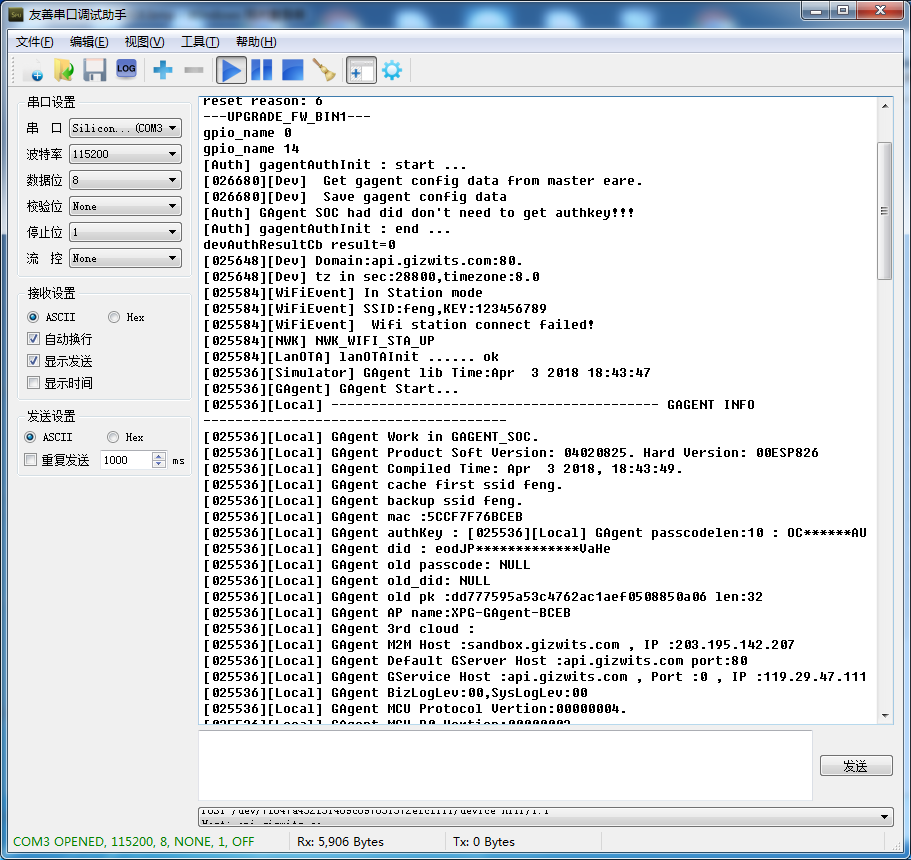 友善串口调试助手
文件(F) 编辑(E) 视图(V) 工具(T) 帮助(H)
LOG
串口设置
串 口 Silicon...(COM3
波特率 115200
数据位 8
校验位 None
停止位 1
流 控 None
接收设置
ASCII Hex
自动换行
显示发送
显示时间
发送设置
ASCII Hex
重复发送 1000 ms
reset reason: 6
---UPGRADE_FW_BIN1---
gpio_name 0
gpio_name 14
[Auth] gagentAuthInit : start ...
[026680][Dev]  Get gagent config data from master eare.
[026680][Dev]  Save gagent config data
[Auth] GAgent SOC had did don't need to get authkey!!!
[Auth] gagentAuthInit : end ...
devAuthResultCb result=0
[025648][Dev] Domain:api.gizwits.com:80.
[025648][Dev] tz in sec:28800,timezone:8.0
[025584][WiFiEvent] In Station mode
[025584][WiFiEvent] SSID:feng,KEY:123456789
[025584][WiFiEvent]  Wifi station connect failed!
[025584][NWK] NWK_WIFI_STA_UP
[025584][LanOTA] lanOTAInit ...... ok
[025536][Simulator] GAgent lib Time:Apr  3 2018 18:43:47
[025536][GAgent] GAgent Start...
[025536][Local] ----------------------------------------- GAGENT INFO
--------------------------------------
[025536][Local] GAgent Work in GAGENT_SOC.
[025536][Local] GAgent Product Soft Version: 04020825. Hard Version: 00ESP826
[025536][Local] GAgent Compiled Time: Apr  3 2018, 18:43:49.
[025536][Local] GAgent cache first ssid feng.
[025536][Local] GAgent backup ssid feng.
[025536][Local] GAgent mac :5CCF7F76BCEB
[025536][Local] GAgent authKey : [025536][Local] GAgent passcodelen:10 : OC******AU
[025536][Local] GAgent did : eodJP*************VaHe
[025536][Local] GAgent old passcode: NULL
[025536][Local] GAgent old_did: NULL
[025536][Local] GAgent old pk :dd777595a53c4762ac1aef0508850a06 len:32
[025536][Local] GAgent AP name:XPG-GAgent-BCEB
[025536][Local] GAgent 3rd cloud :
[025536][Local] GAgent M2M Host :sandbox.gizwits.com , IP :203.195.142.207
[025536][Local] GAgent Default GServer Host :api.gizwits.com port:80
[025536][Local] GAgent GService Host :api.gizwits.com , Port :0 , IP :119.29.47.111
[025536][Local] GAgent BizLogLev:00,SysLogLev:00
[025536][Local] GAgent MCU Protocol Vertion:00000004.
发送
COM3 OPENED, 115200, 8, NONE, 1, OFF Rx: 5,906 Bytes Tx: 0 Bytes